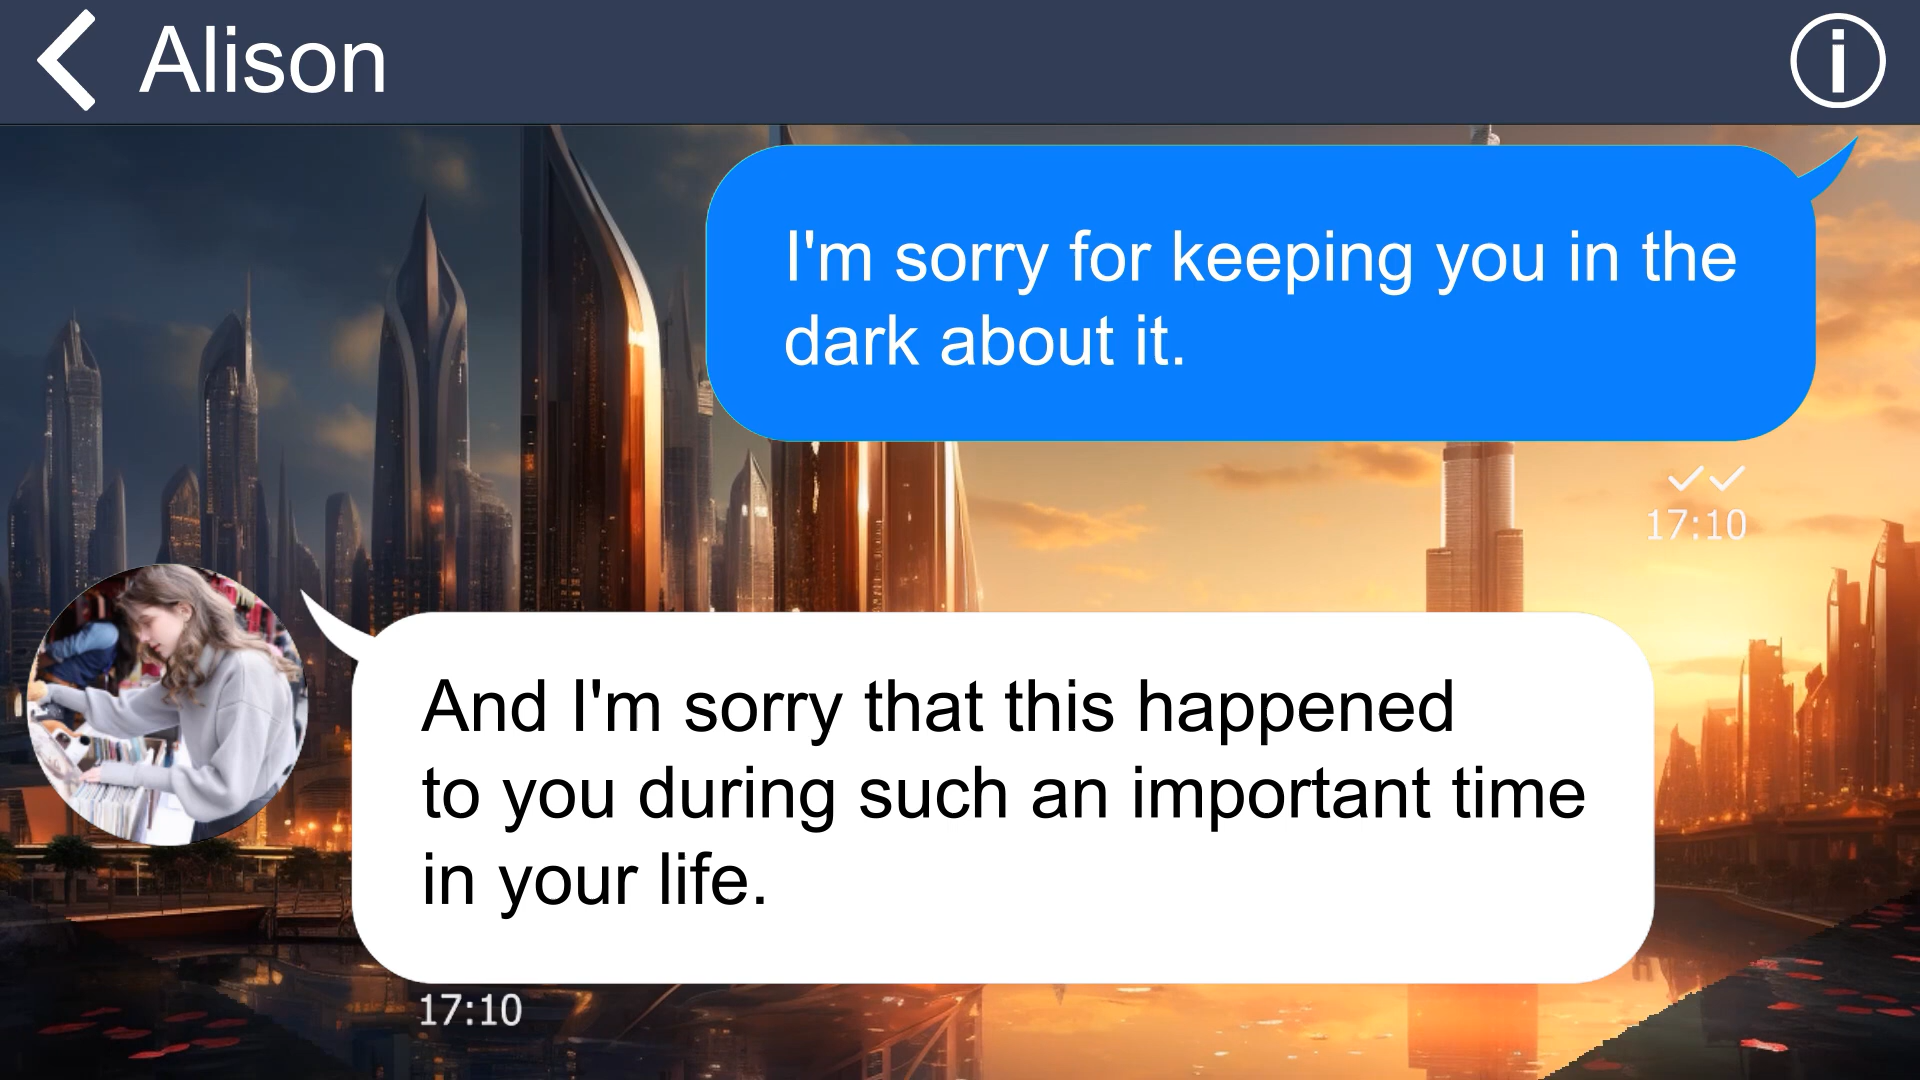 Alison
I'm sorry for keeping you in the
dark about it.
17:10
And I'm sorry that this happened
to you during such an important time
in your life.
17:10